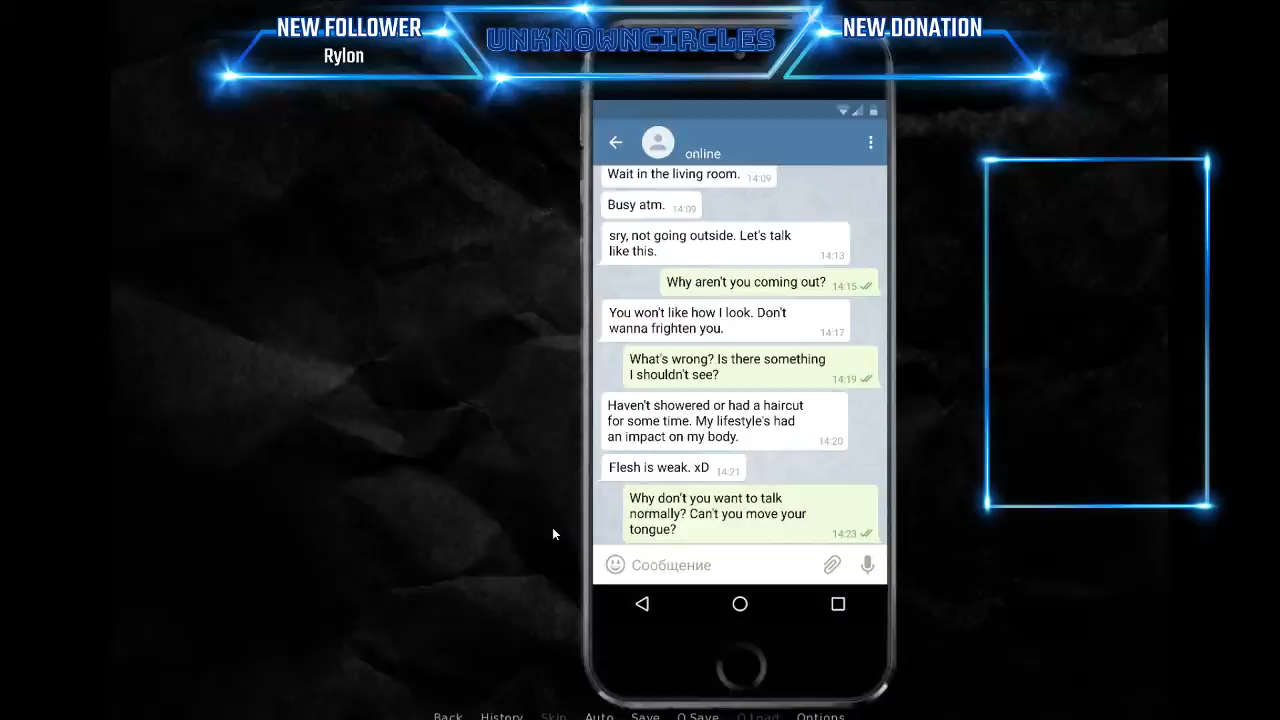 NEW FOLLOWER
Rylon
UNKNOWNCIRCLES
NEW DONATION
online
Wait in the living room. 14:09
Busy atm. 14:09
sry, not going outside. Let's talk
like this. 14:13
Why aren't you coming out? 14:15
You won't like how I look. Don't
wanna frighten you. 14:17
What's wrong? Is there something
I shouldn't see? 14:19
Haven't showered or had a haircut
for some time. My lifestyle's had
an impact on my body. 14:20
Flesh is weak. xD 14:21
Why don't you want to talk
normally? Can't you move your
tongue? 14:23
Сообщение
Back History Skip Auto Save Q.Save Q.Load Options